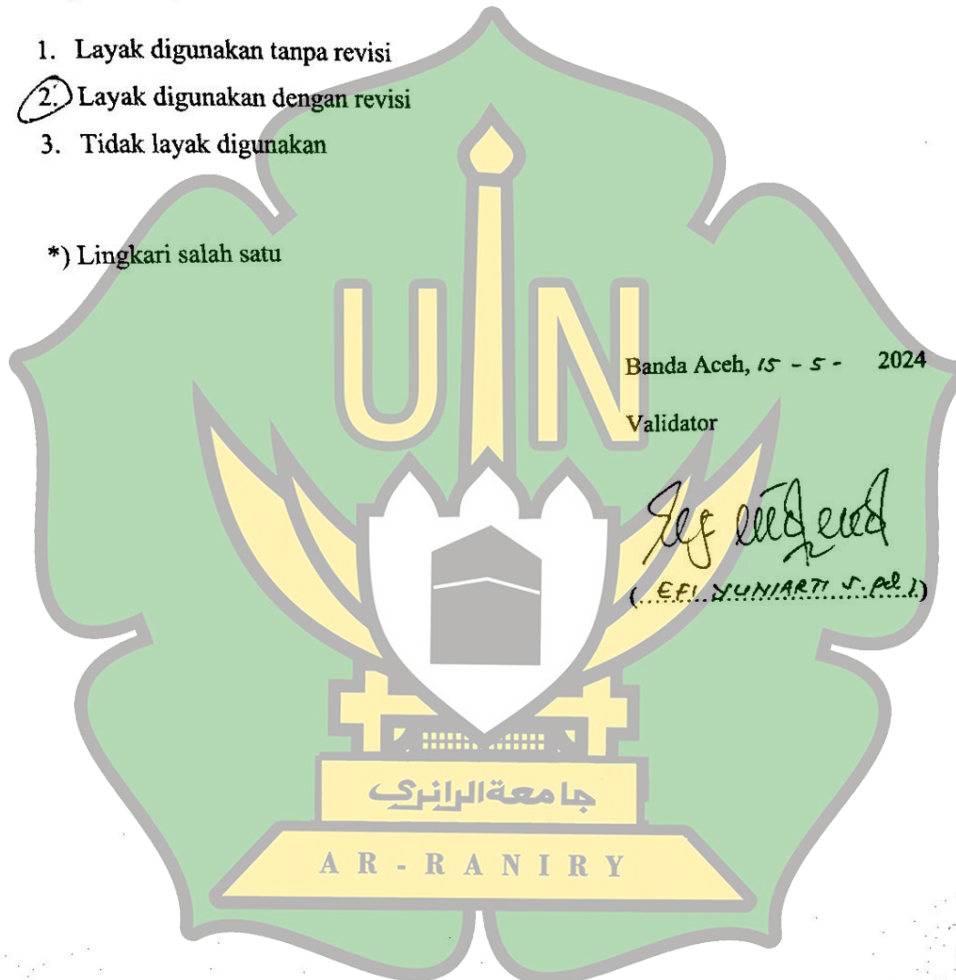 1. Layak digunakan tanpa revisi
2. Layak digunakan dengan revisi
3. Tidak layak digunakan
*) Lingkari salah satu
UIN
Banda Aceh, 15 - 5 - 2024
Validator
(EFI YUNIARTI S.Pd.)
جامعة الرانري
AR-RANIRY